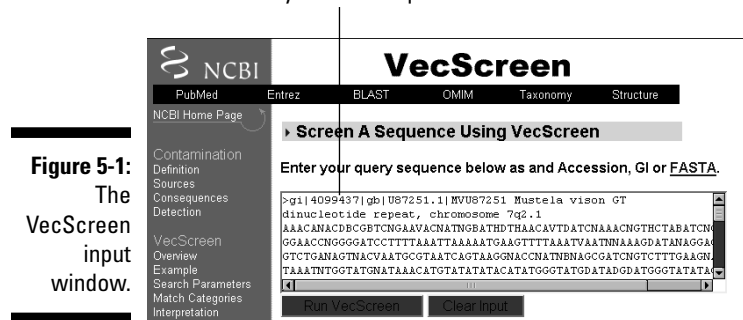 NCBI
VecScreen
PubMed Entrez BLAST OMIM Taxonomy Structure
NCBI Home Page
Screen A Sequence Using VecScreen
Contamination
Definition
Sources
Consequences
Detection
VecScreen
Overview
Example
Search Parameters
Match Categories
Interpretation
Enter your query sequence below as and Accession, GI or FASTA.
>gi|4099437|gb|U87251.1|MVU87251 Mustela vison GT
dinucleotide repeat, chromosome 7q2.1
AAACANACDBCGBTCNGAAVACNATNGBATHDTHAACAVTDATCNAAACNGTHCTABATCN
GGAACCNGGGGATCCTTTTAAATTAAAAATGAAGTTTTAAATVAATNNAAAGDATANAGGA
GTCTGANAGTNACVAATGCGTAATCAGTAAGGNACCNATNBNAGCGATCNGTCTTTGAAGN
TAAATNTGGTATGNATAAACATGTATATATACATATGGGTATGDATADGDATGGGTATATA
Run VecScreen Clear Input
Figure 5-1:
The
VecScreen
input
window.